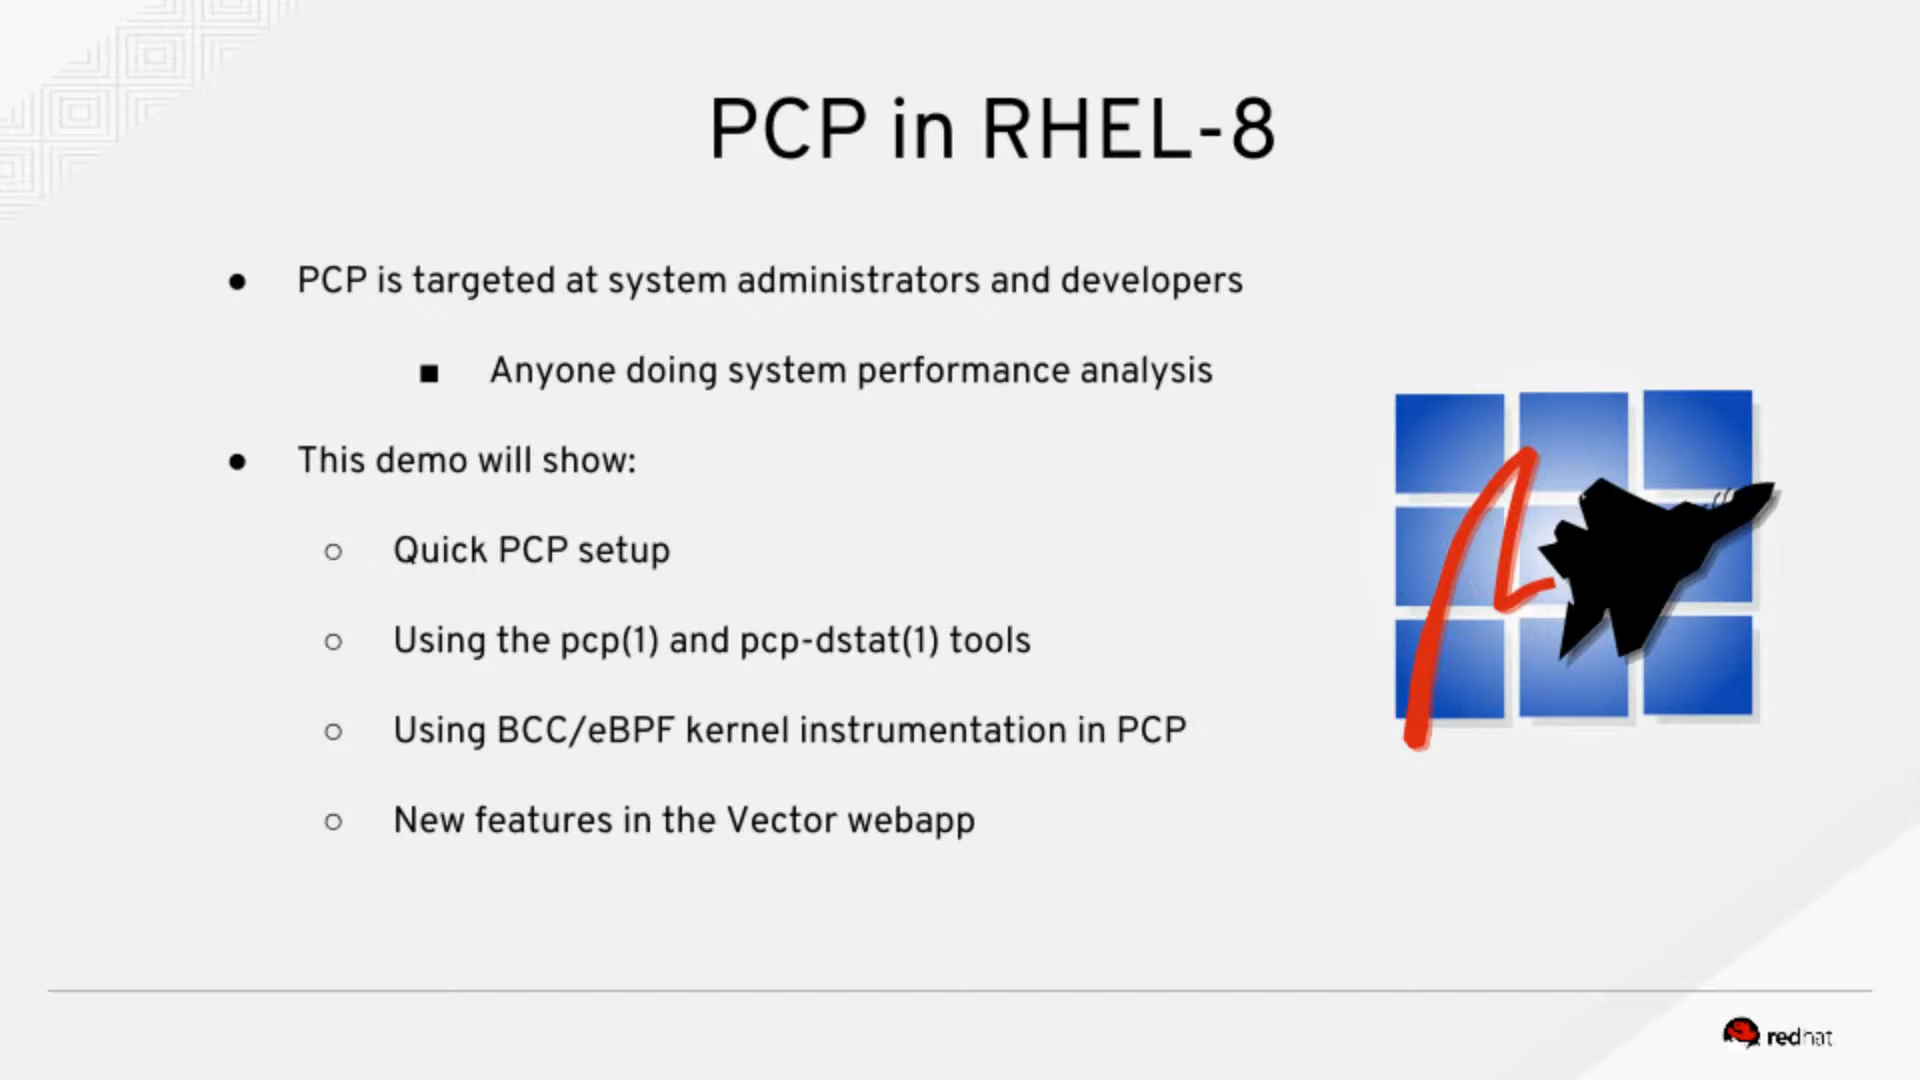 PCP in RHEL-8
● PCP is targeted at system administrators and developers
■ Anyone doing system performance analysis
● This demo will show:
○ Quick PCP setup
○ Using the pcp(1) and pcp-dstat(1) tools
○ Using BCC/eBPF kernel instrumentation in PCP
○ New features in the Vector webapp
redhat